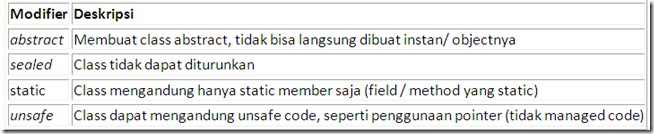 Modifier Deskripsi
abstract Membuat class abstract, tidak bisa langsung dibuat instan/ objectnya
sealed Class tidak dapat diturunkan
static Class mengandung hanya static member saja (field / method yang static)
unsafe Class dapat mengandung unsafe code, seperti penggunaan pointer (tidak managed code)